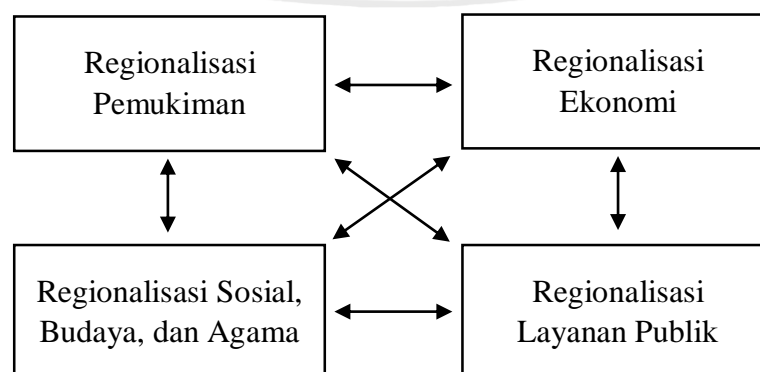 Regionalisasi
Pemukiman
Regionalisasi
Ekonomi
Regionalisasi Sosial,
Budaya, dan Agama
Regionalisasi
Layanan Publik